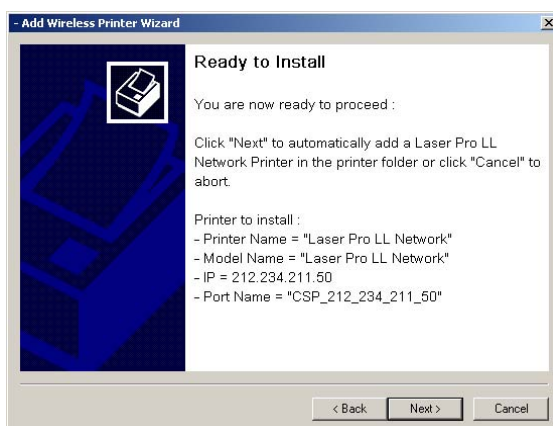 - Add Wireless Printer Wizard
Ready to Install
You are now ready to proceed :
Click "Next" to automatically add a Laser Pro LL
Network Printer in the printer folder or click "Cancel" to
abort.
Printer to install :
- Printer Name = "Laser Pro LL Network"
- Model Name = "Laser Pro LL Network"
- IP = 212.234.211.50
- Port Name = "CSP_212_234_211_50"
< Back Next > Cancel